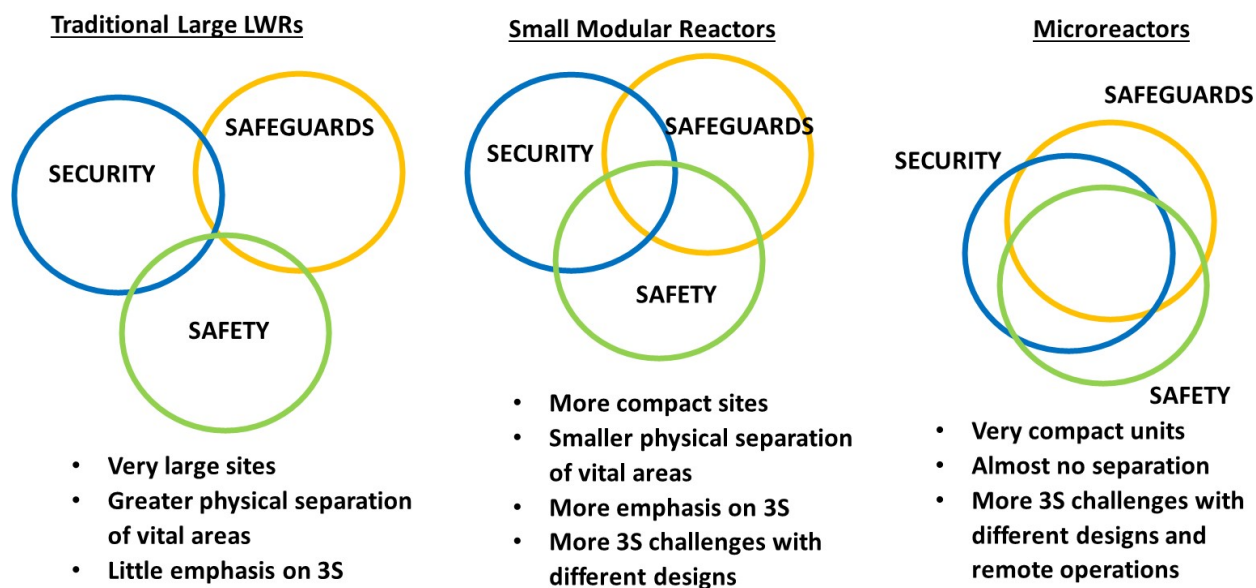 Traditional Large LWRs
SECURITY
SAFEGUARDS
SAFETY
• Very large sites
• Greater physical separation
of vital areas
• Little emphasis on 3S
Small Modular Reactors
SECURITY
SAFEGUARDS
SAFETY
• More compact sites
• Smaller physical separation
of vital areas
• More emphasis on 3S
• More 3S challenges with
different designs
Microreactors
SAFEGUARDS
SECURITY
SAFETY
• Very compact units
• Almost no separation
• More 3S challenges with
different designs and
remote operations